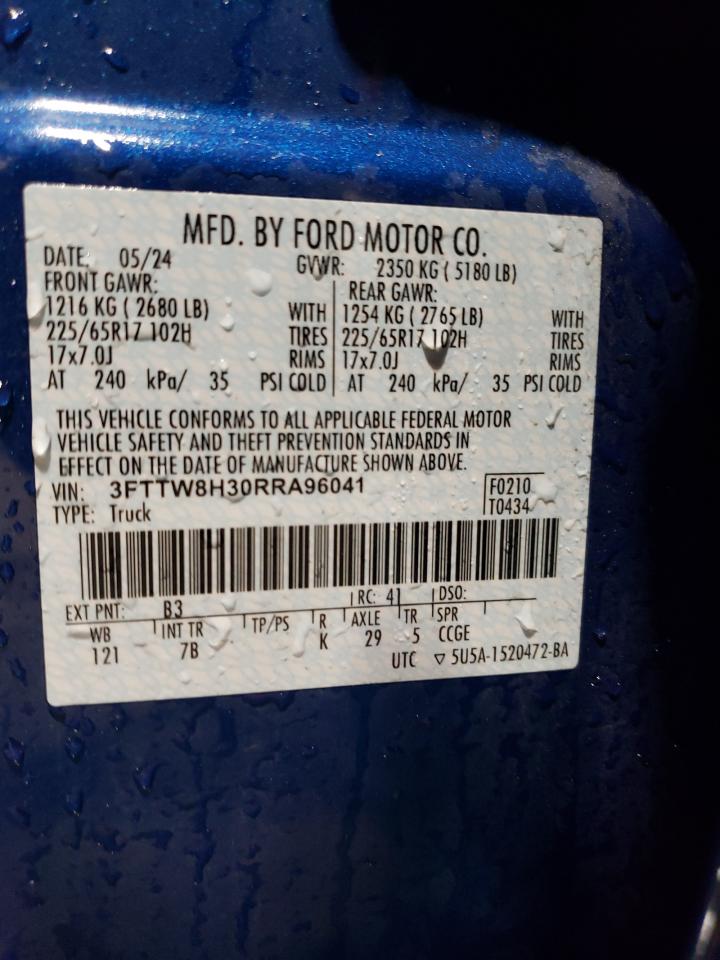 MFD. BY FORD MOTOR CO.
DATE: 05/24 GVWR: 2350 KG ( 5180 LB)
FRONT GAWR: REAR GAWR:
1216 KG ( 2680 LB) WITH 1254 KG ( 2765 LB) WITH
225/65R17 102H TIRES 225/65R17 102H TIRES
17x7.0J RIMS 17x7.0J RIMS
AT 240 kPa/ 35 PSI COLD AT 240 kPa/ 35 PSI COLD
THIS VEHICLE CONFORMS TO ALL APPLICABLE FEDERAL MOTOR
VEHICLE SAFETY AND THEFT PREVENTION STANDARDS IN
EFFECT ON THE DATE OF MANUFACTURE SHOWN ABOVE.
VIN: 3FTTW8H30RRA96041 F0210
TYPE: Truck T0434
EXT PNT: B3 RC: 41 DSO:
WB INT TR TP/PS R AXLE TR SPR
121 7B K 29 5 CCGE
UTC ▽ 5U5A-1520472-BA